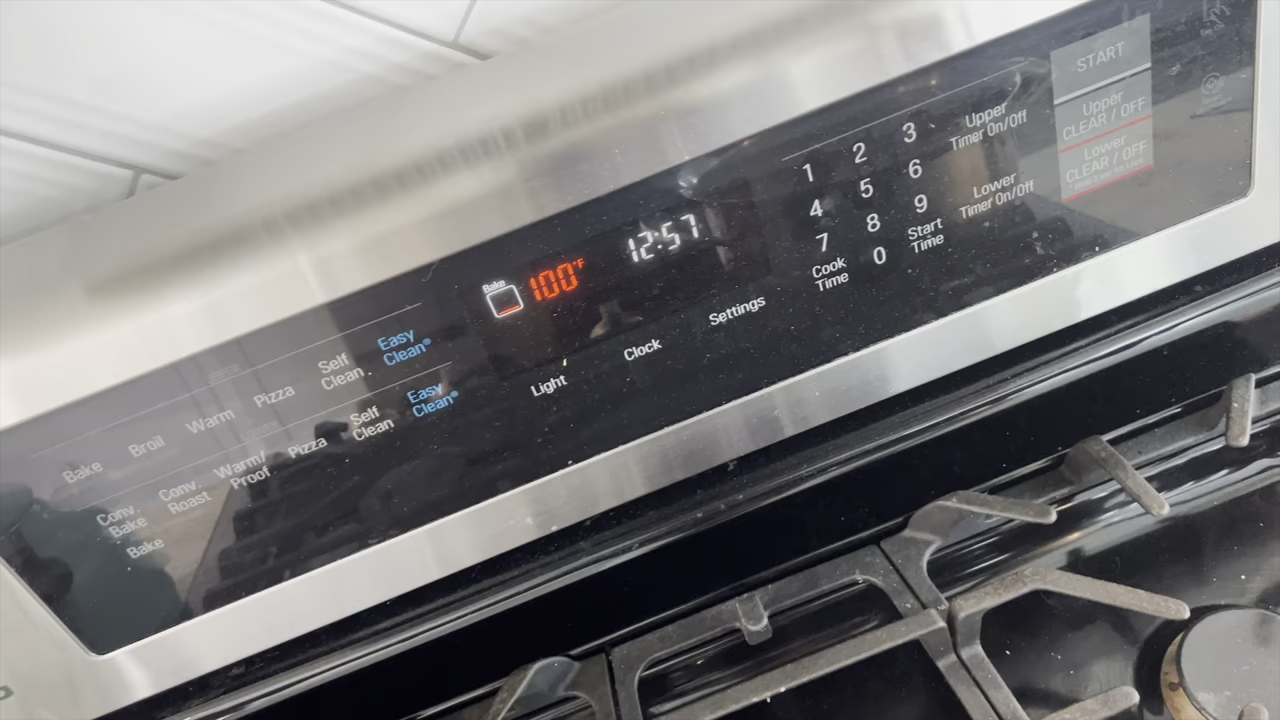 UPPER
Bake
Broil
Warm
Pizza
Self
Clean
Easy
Clean®
LOWER
Conv.
Bake
Conv.
Roast
Warm/
Proof
Pizza
Self
Clean
Easy
Clean®
Bake
Bake
100°F
12:57
Light
Clock
Settings
1 2 3
4 5 6
7 8 9
Cook
Time
0
Start
Time
Upper
Timer On/Off
Lower
Timer On/Off
START
Upper
CLEAR / OFF
Lower
CLEAR / OFF